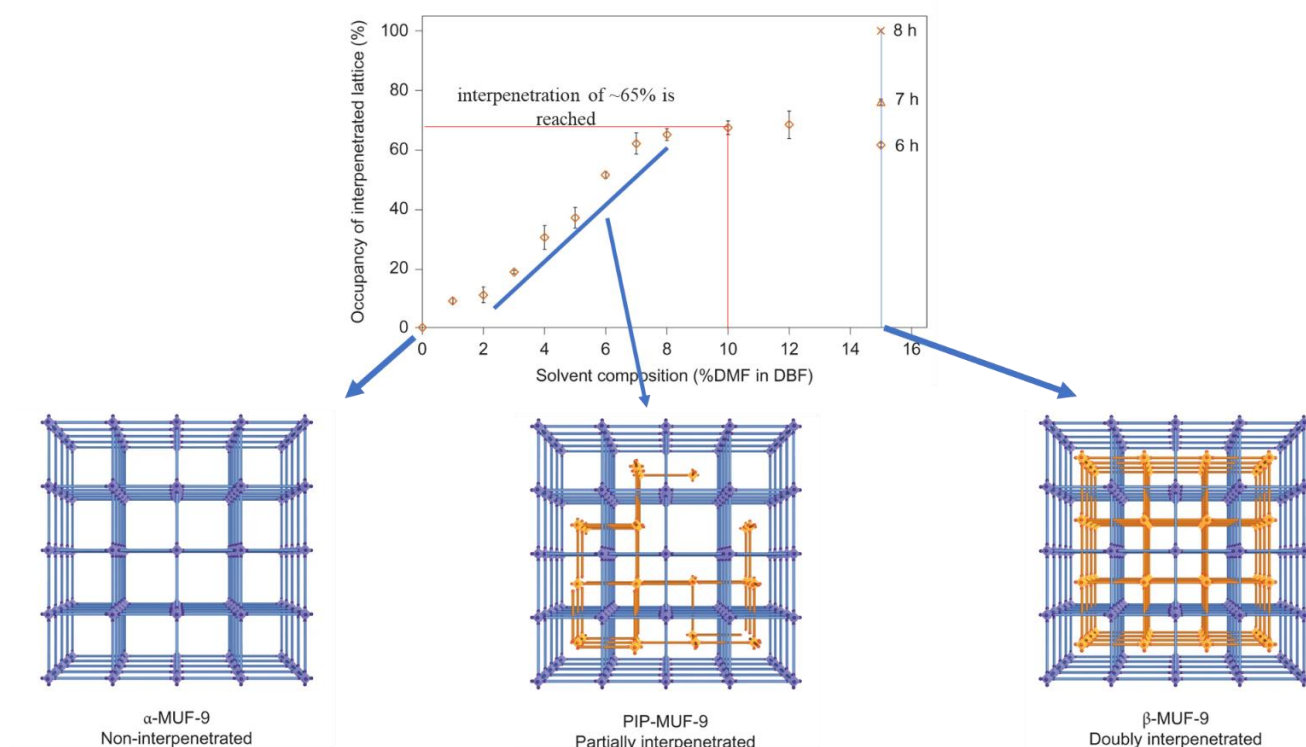 Occupancy of interpenetrated lattice (%)
100
80
60
40
20
0
interpenetration of ~65% is
reached
8 h
7 h
6 h
0 2 4 6 8 10 12 14 16
Solvent composition (%DMF in DBF)
α-MUF-9
Non-interpenetrated
PIP-MUF-9
Partially interpenetrated
β-MUF-9
Doubly interpenetrated